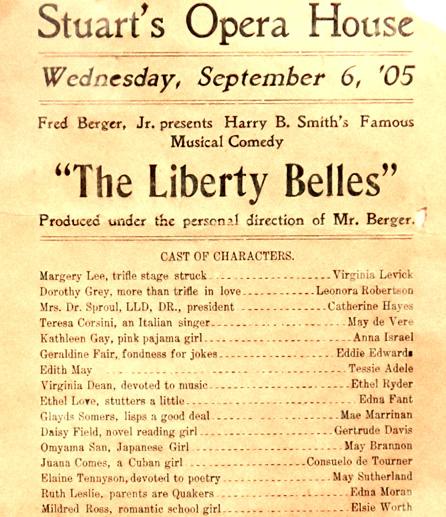 Stuart's Opera House
Wednesday, September 6, '05
Fred Berger, Jr. presents Harry B. Smith's Famous
Musical Comedy
"The Liberty Belles"
Produced under the personal direction of Mr. Berger.
CAST OF CHARACTERS.
Margery Lee, trifle stage struck Virginia Levick
Dorothy Grey, more than trifle in love Leonora Robertson
Mrs. Dr. Sproul, LLD, DR., president Catherine Hayes
Teresa Corsini, an Italian singer May de Vere
Kathleen Gay, pink pajama girl Anna Israel
Geraldine Fair, fondness for jokes Eddie Edwards
Edith May Tessie Adele
Virginia Dean, devoted to music Ethel Ryder
Ethel Love, stutters a little Edna Fant
Glayds Somers, lisps a good deal Mae Marrinan
Daisy Field, novel reading girl Gertrude Davis
Omyama San, Japanese Girl May Brannon
Juana Comes, a Cuban girl Consuelo de Tourner
Elaine Tennyson, devoted to poetry May Sutherland
Ruth Leslie, parents are Quakers Edna Moran
Mildred Ross, romantic school girl Elsie Worth